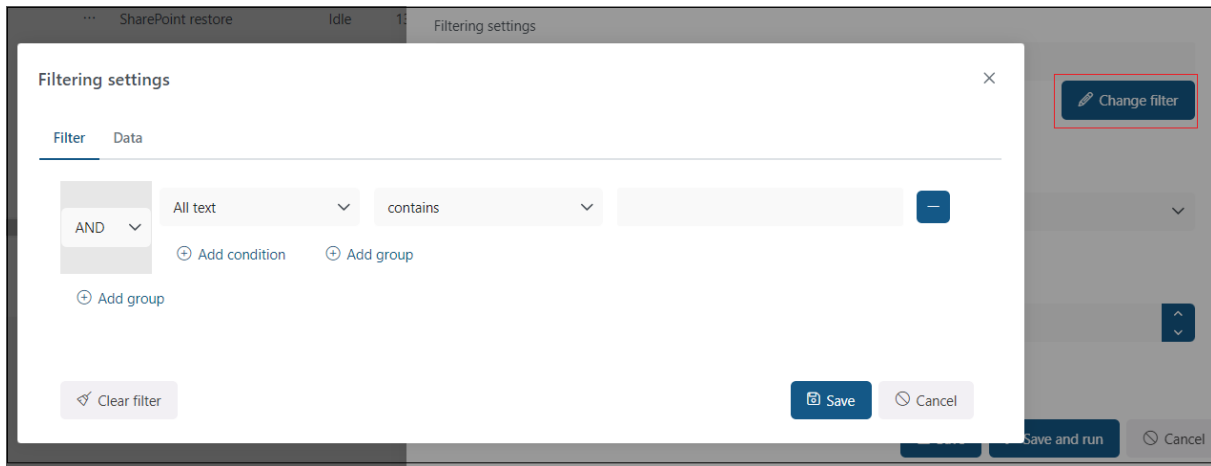 SharePoint restore Idle
Filtering settings
Filtering settings
Change filter
Filter Data
All text contains
AND
Add condition Add group
Add group
Clear filter Save Cancel
Save and run Cancel